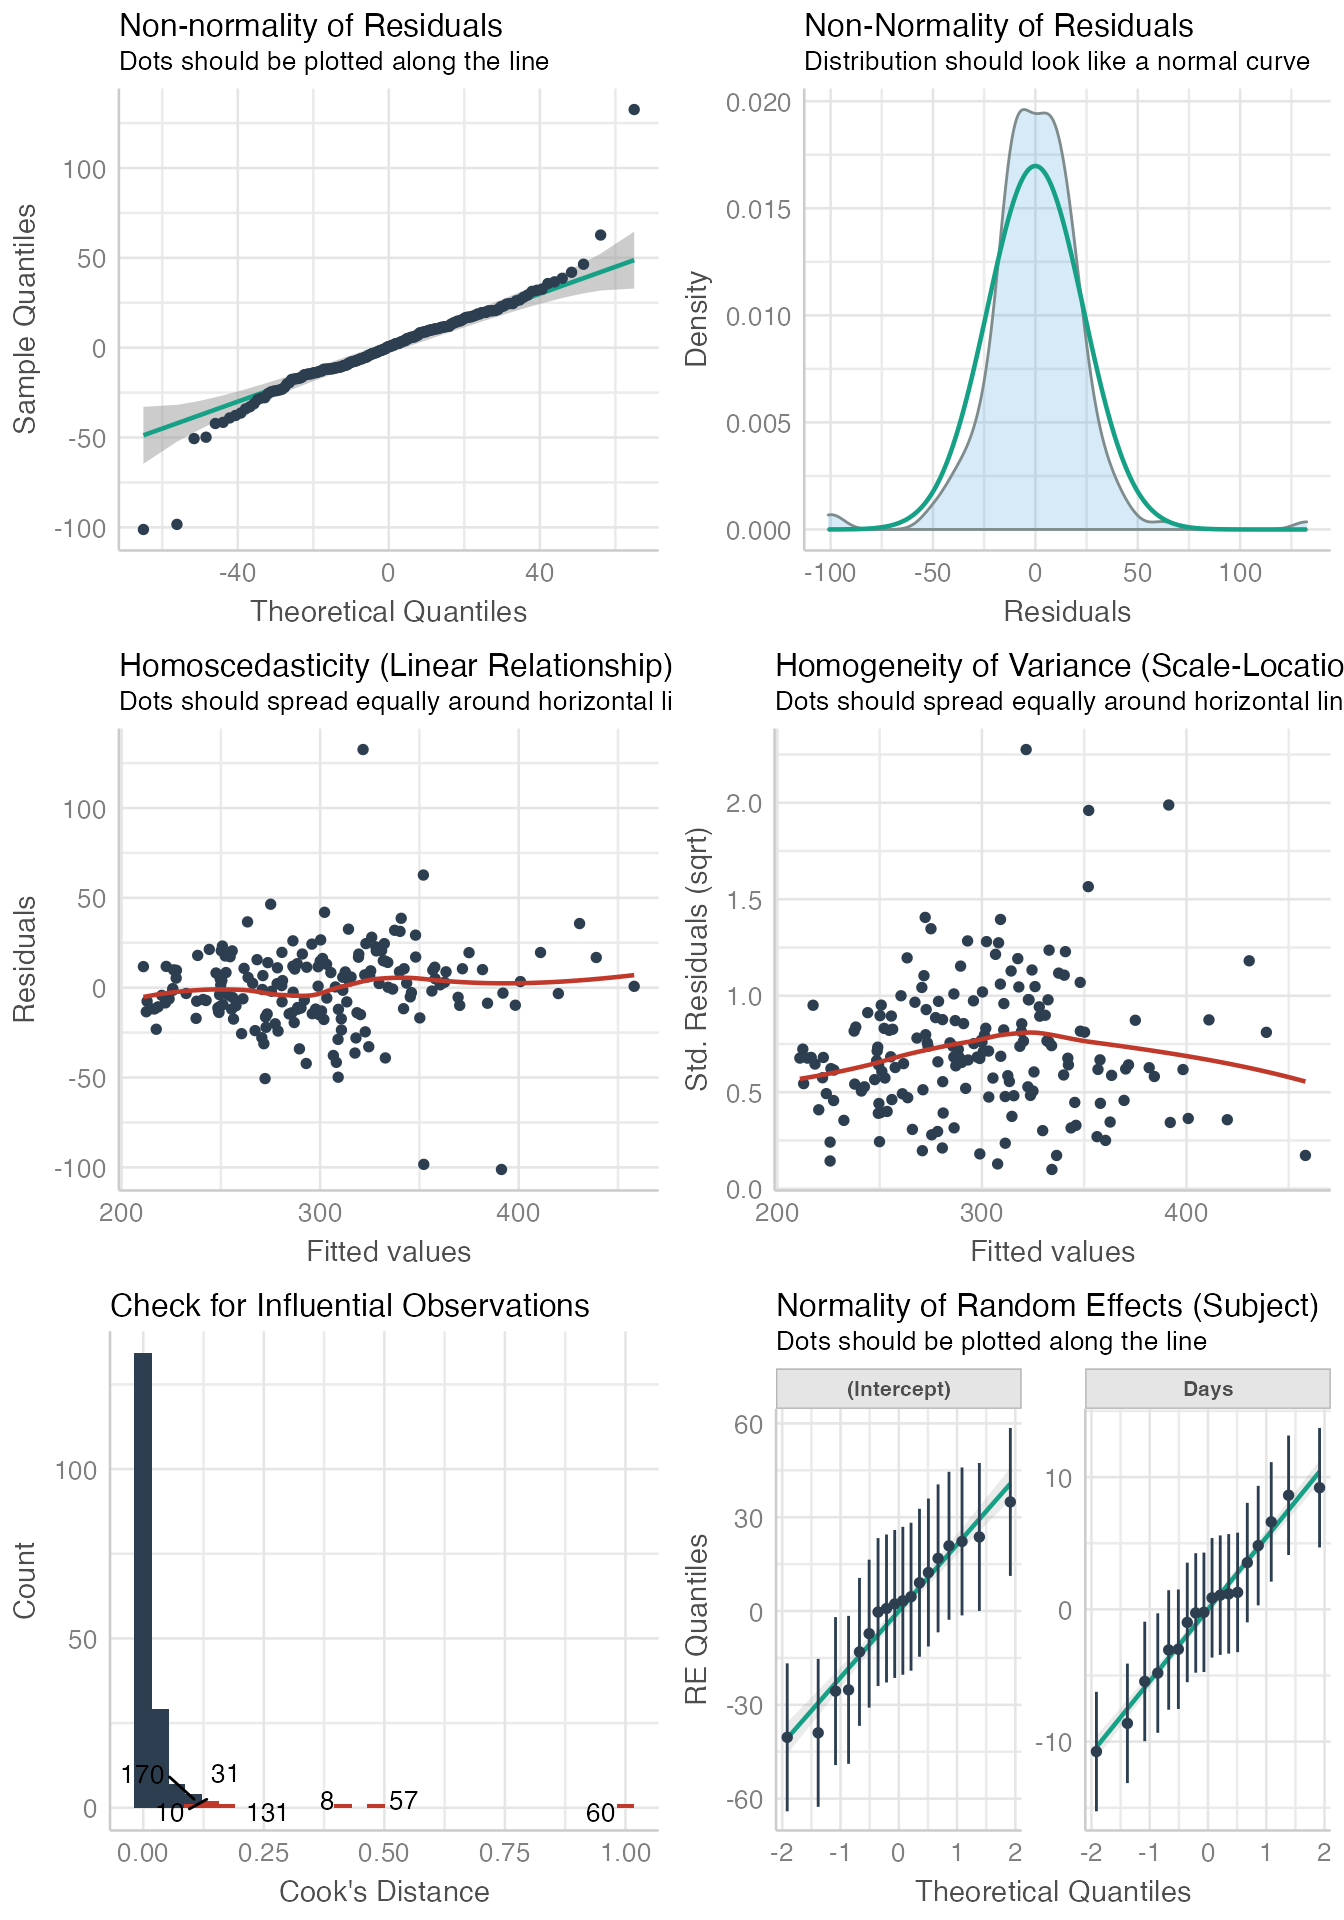 Non-normality of Residuals
Dots should be plotted along the line
100
50
0
-50
-100
Sample Quantiles
-40
0
40
Theoretical Quantiles
Non-Normality of Residuals
Distribution should look like a normal curve
0.020
0.015
0.010
0.005
0.000
Density
-100
-50
0
50
100
Residuals
Homoscedasticity (Linear Relationship)
Dots should spread equally around horizontal li
100
50
0
-50
-100
Residuals
200
300
400
Fitted values
Homogeneity of Variance (Scale-Locatio
Dots should spread equally around horizontal lin
2.0
1.5
1.0
0.5
0.0
Std. Residuals (sqrt)
200
300
400
Fitted values
Check for Influential Observations
100
50
0
Count
170
31
10
131
8
57
60
0.00
0.25
0.50
0.75
1.00
Cook's Distance
Normality of Random Effects (Subject)
Dots should be plotted along the line
(Intercept)
Days
60
30
0
-30
-60
RE Quantiles
10
0
-10
-2
-1
0
1
2
-2
-1
0
1
2
Theoretical Quantiles